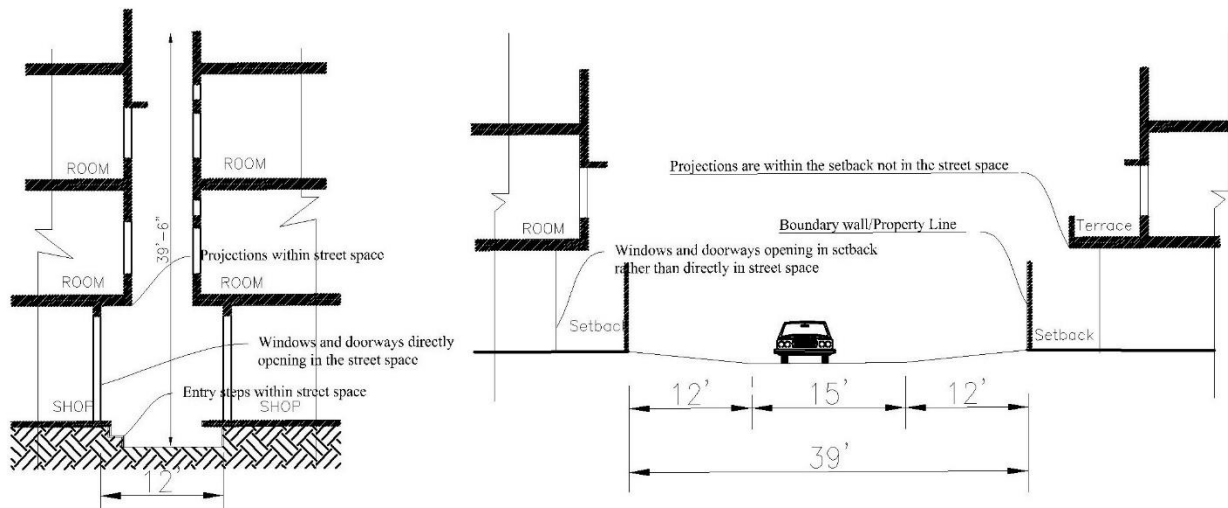 ROOM
ROOM
39'-6"
Projections within street space
ROOM
ROOM
Windows and doorways directly
opening in the street space
Entry steps within street space
SHOP
SHOP
12'
Projections are within the setback not in the street space
Boundary wall/Property Line
Terrace
ROOM
Windows and doorways opening in setback
rather than directly in street space
Setback
Setback
12'
15'
12'
39'